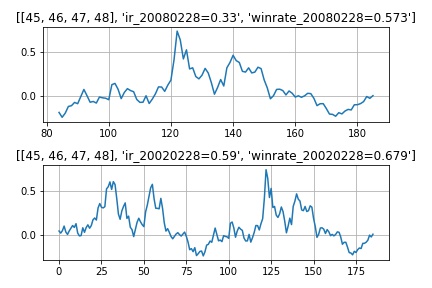 [[45, 46, 47, 48], 'ir_20080228=0.33', 'winrate_20080228=0.573']
0.5
0.0
80 100 120 140 160 180
[[45, 46, 47, 48], 'ir_20020228=0.59', 'winrate_20020228=0.679']
0.5
0.0
0 25 50 75 100 125 150 175